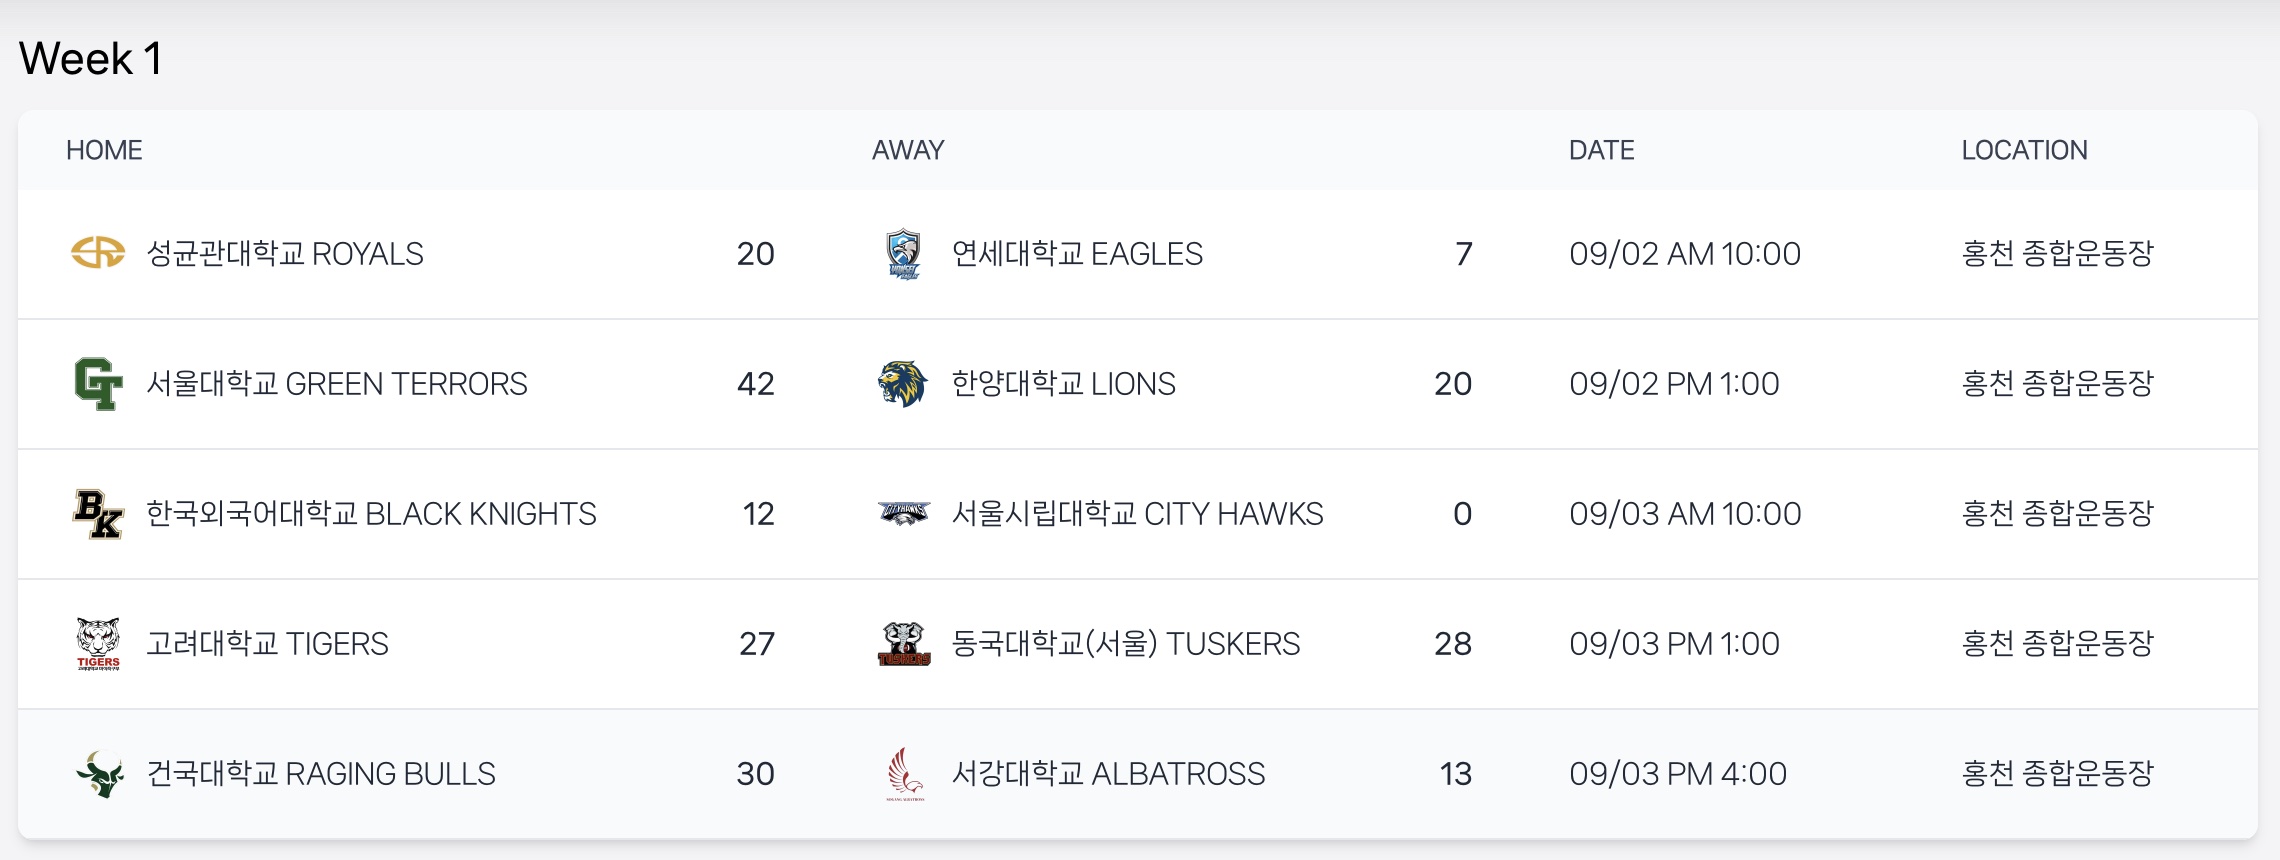 Week 1
HOME AWAY DATE LOCATION
성균관대학교 ROYALS 20 연세대학교 EAGLES 7 09/02 AM 10:00 홍천 종합운동장
서울대학교 GREEN TERRORS 42 한양대학교 LIONS 20 09/02 PM 1:00 홍천 종합운동장
한국외국어대학교 BLACK KNIGHTS 12 서울시립대학교 CITY HAWKS 0 09/03 AM 10:00 홍천 종합운동장
TIGERS 고려대학교 TIGERS 27 TUSKERS 동국대학교(서울) TUSKERS 28 09/03 PM 1:00 홍천 종합운동장
건국대학교 RAGING BULLS 30 서강대학교 ALBATROSS 13 09/03 PM 4:00 홍천 종합운동장